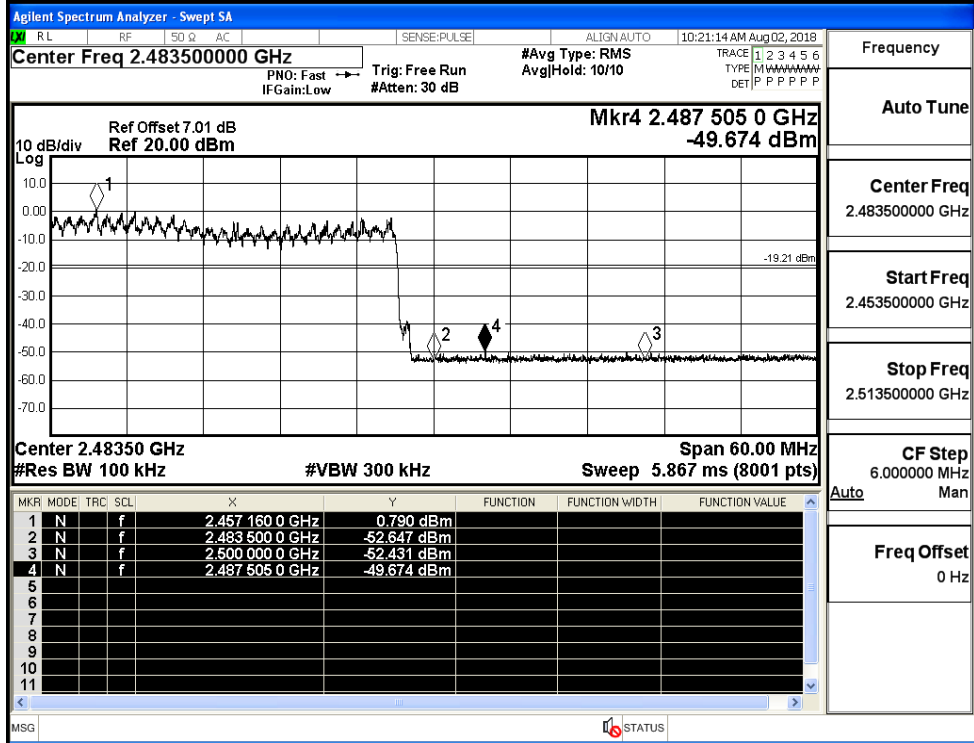 Agilent Spectrum Analyzer - Swept SA
LXI RL RF 50 Ω AC SENSE:PULSE ALIGN AUTO 10:21:14 AM Aug 02, 2018
Center Freq 2.483500000 GHz
PNO: Fast
IFGain:Low
Trig: Free Run
#Atten: 30 dB
#Avg Type: RMS
Avg|Hold: 10/10
TRACE 1 2 3 4 5 6
TYPE M WWWWW
DET P P P P P P
Mkr4 2.487 505 0 GHz
-49.674 dBm
Ref Offset 7.01 dB
10 dB/div Ref 20.00 dBm
Log
10.0
0.00
-10.0
-20.0
-30.0
-40.0
-50.0
-60.0
-70.0
1
2
4
3
-19.21 dBm
Center 2.48350 GHz Span 60.00 MHz
#Res BW 100 kHz #VBW 300 kHz Sweep 5.867 ms (8001 pts)
MKR MODE TRC SCL X Y FUNCTION FUNCTION WIDTH FUNCTION VALUE
1 N f 2.457 160 0 GHz 0.790 dBm
2 N f 2.483 500 0 GHz -52.647 dBm
3 N f 2.500 000 0 GHz -52.431 dBm
4 N f 2.487 505 0 GHz -49.674 dBm
5
6
7
8
9
10
11
MSG STATUS
Frequency
Auto Tune
Center Freq
2.483500000 GHz
Start Freq
2.453500000 GHz
Stop Freq
2.513500000 GHz
CF Step
6.000000 MHz
Auto Man
Freq Offset
0 Hz